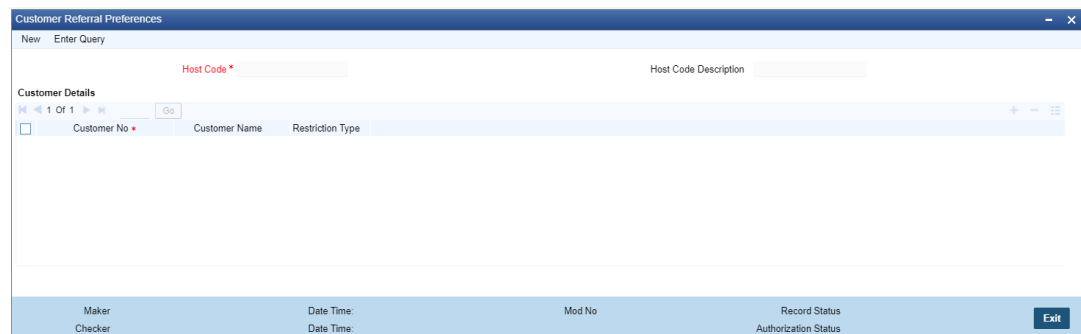 Customer Referral Preferences
New Enter Query
Host Code * Host Code Description
Customer Details
1 Of 1 Go
Customer No * Customer Name Restriction Type
Maker Date Time: Mod No Record Status
Checker Date Time: Authorization Status
Exit